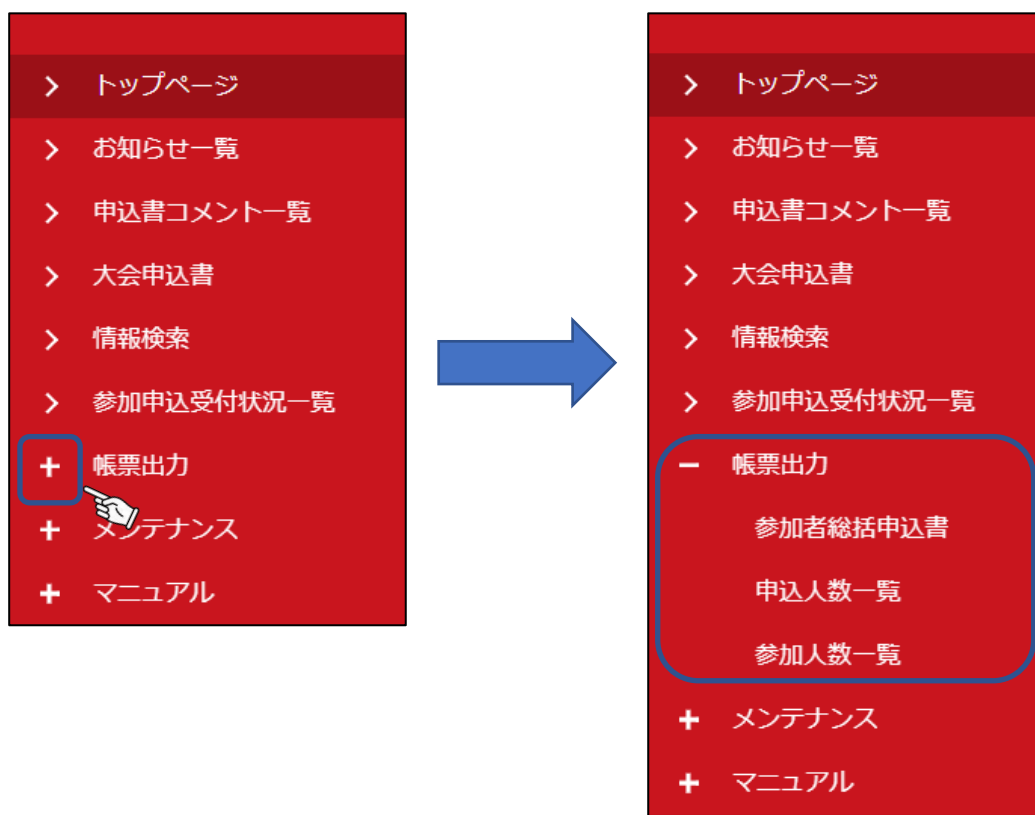 トップページ
お知らせ一覧
申込書コメント一覧
大会申込書
情報検索
参加申込受付状況一覧
帳票出力
メンテナンス
マニュアル
トップページ
お知らせ一覧
申込書コメント一覧
大会申込書
情報検索
参加申込受付状況一覧
帳票出力
参加者総括申込書
申込人数一覧
参加人数一覧
メンテナンス
マニュアル